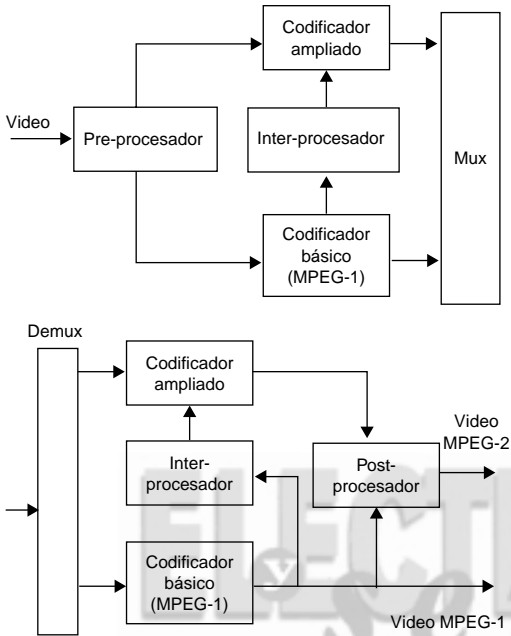 Codificador
ampliado
Video
Pre-procesador
Inter-procesador
Mux
Codificador
básico
(MPEG-1)
Demux
Codificador
ampliado
Video
MPEG-2
Inter-
procesador
Post-
procesador
Codificador
básico
(MPEG-1)
Video MPEG-1